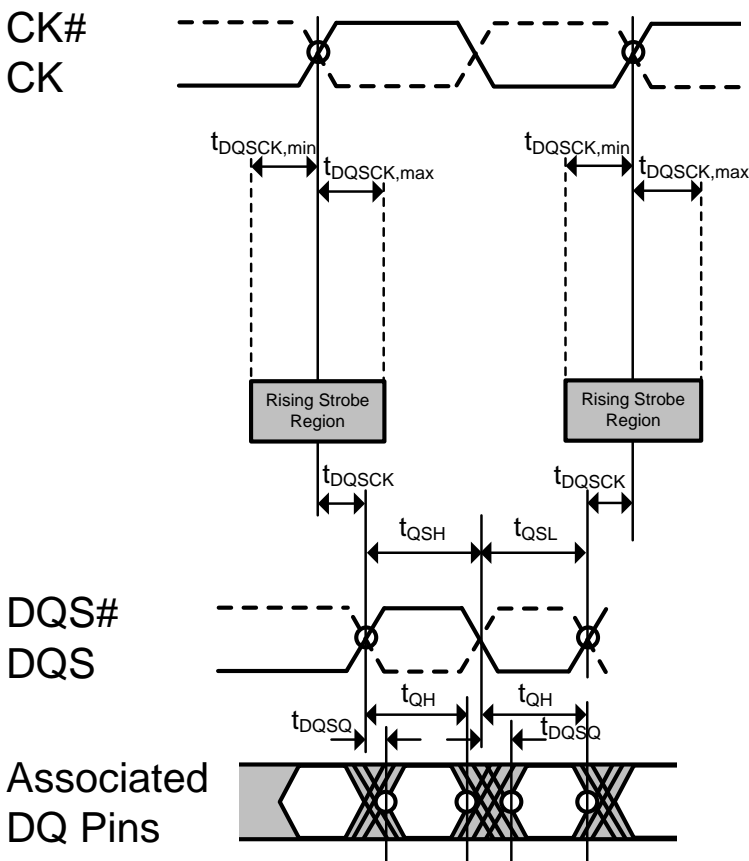 CK#
CK
tDQSCK,min
tDQSCK,max
tDQSCK,min
tDQSCK,max
Rising Strobe
Region
Rising Strobe
Region
tDQSCK
tDQSCK
tQSH
tQSL
DQS#
DQS
tQH
tQH
tDQSQ
tDQSQ
Associated
DQ Pins